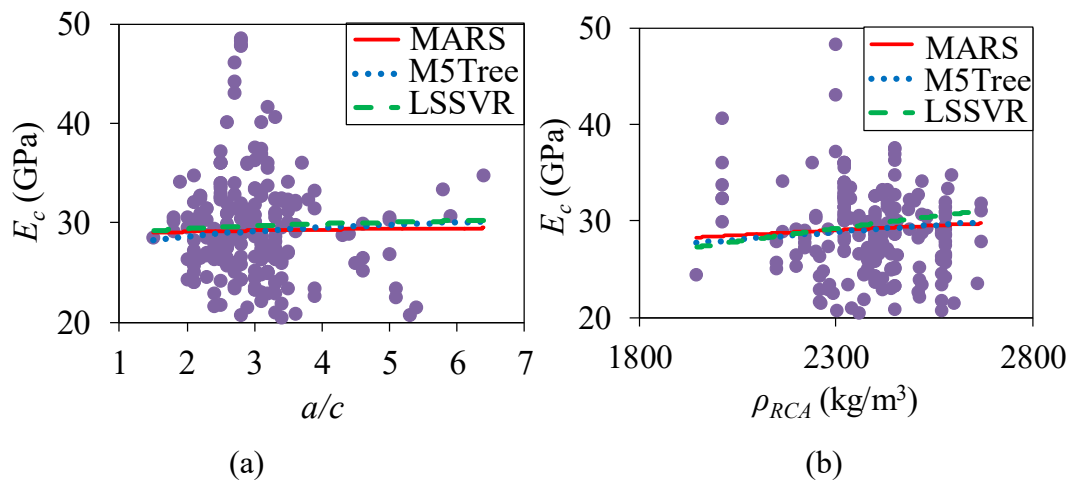 50
40
30
20
E_c (GPa)
MARS
M5Tree
LSSVR
1 2 3 4 5 6 7
a/c
(a)
50
40
30
20
E_c (GPa)
MARS
M5Tree
LSSVR
1800 2300 2800
ρ_RCA (kg/m³)
(b)